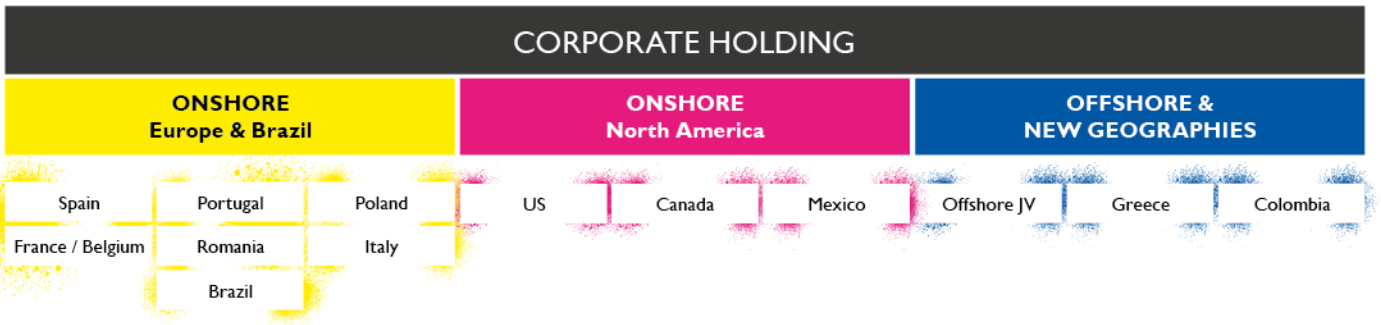 CORPORATE HOLDING
ONSHORE
Europe & Brazil
ONSHORE
North America
OFFSHORE &
NEW GEOGRAPHIES
Spain
Portugal
Poland
US
Canada
Mexico
Offshore JV
Greece
Colombia
France / Belgium
Romania
Italy
Brazil